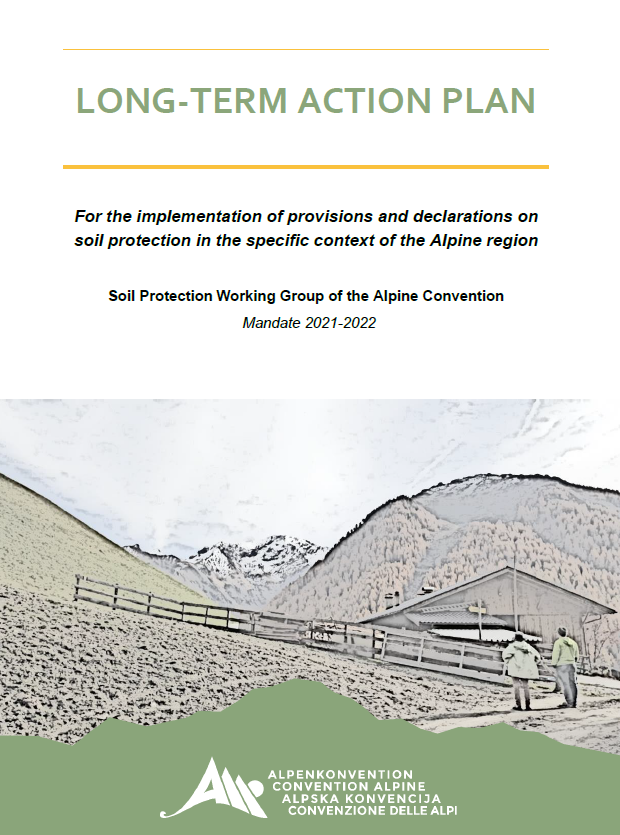 LONG-TERM ACTION PLAN
For the implementation of provisions and declarations on
soil protection in the specific context of the Alpine region
Soil Protection Working Group of the Alpine Convention
Mandate 2021-2022
ALPENKONVENTION
CONVENTION ALPINE
ALPSKA KONVENCIJA
CONVENZIONE DELLE ALPI